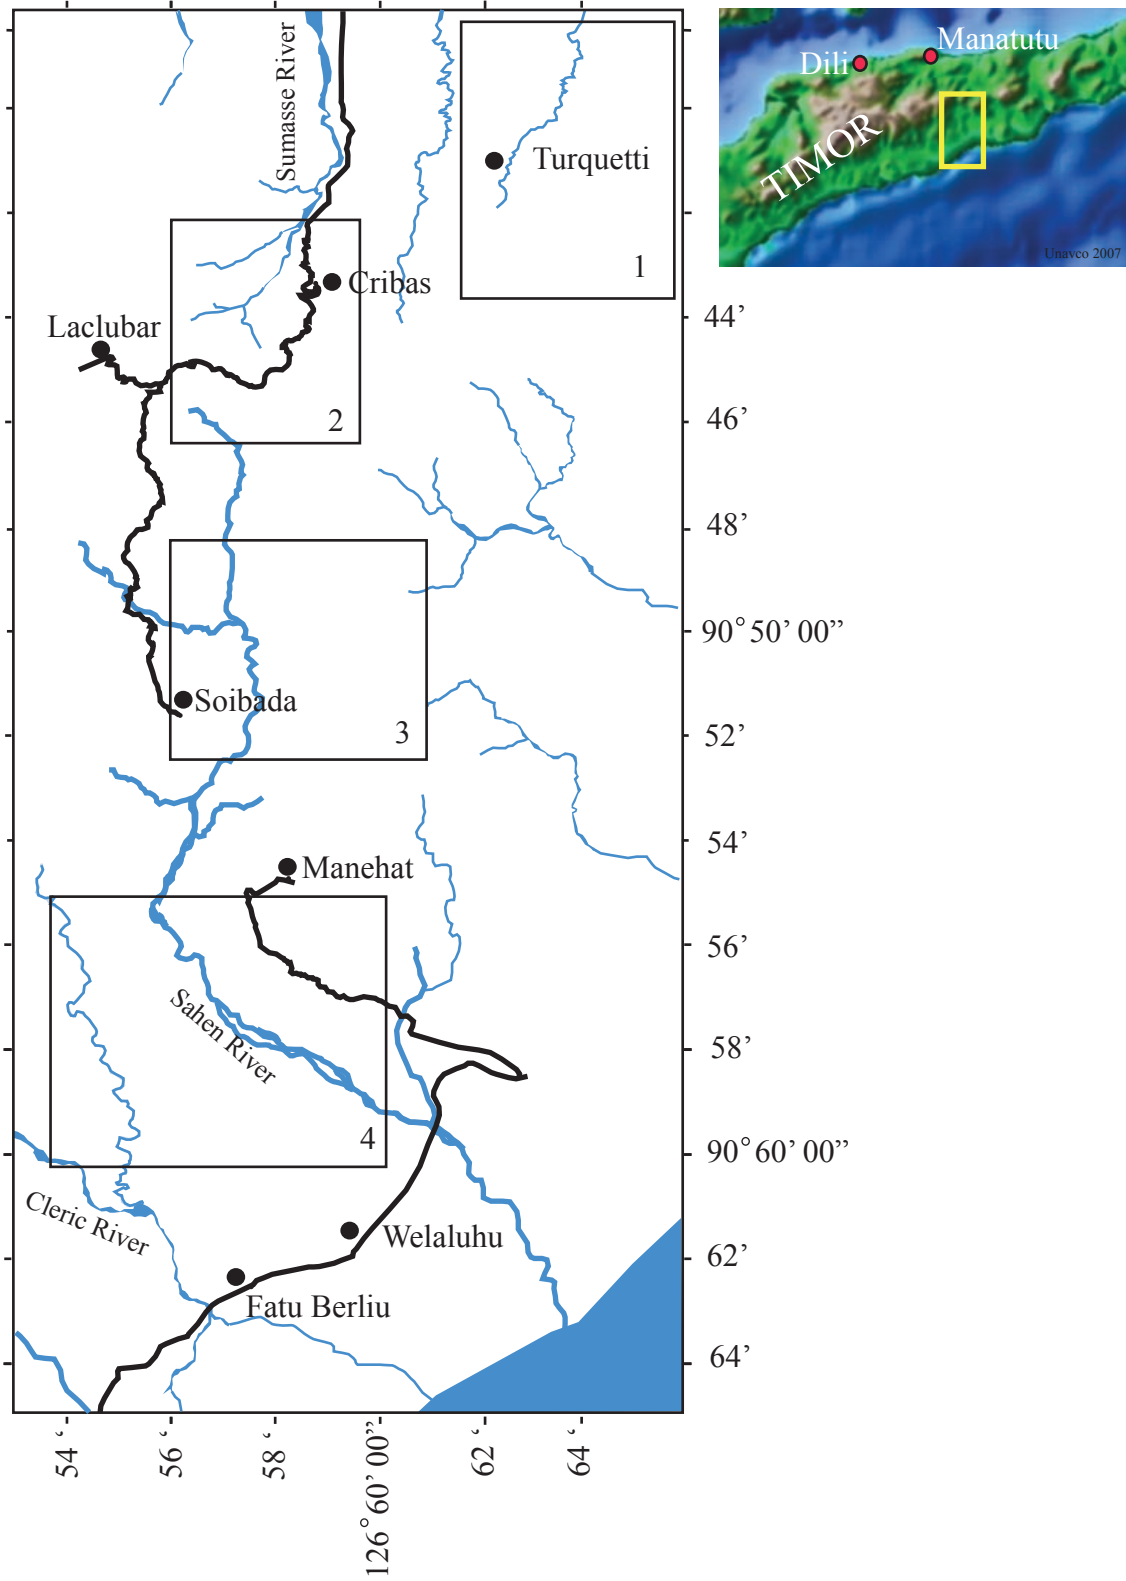 Sumasse River
Turquetti
1
Cribas
Laclubar
2
Soibada
3
Manehat
Sahen River
4
Cleric River
Welaluhu
Fatu Berliu
44’
46’
48’
90° 50’ 00”
52’
54’
56’
58’
90° 60’ 00”
62’
64’
54 ‘
56 ‘
58 ‘
126° 60’ 00”
62 ‘
64 ‘
Manatutu
Dili
TIMOR
Unavco 2007